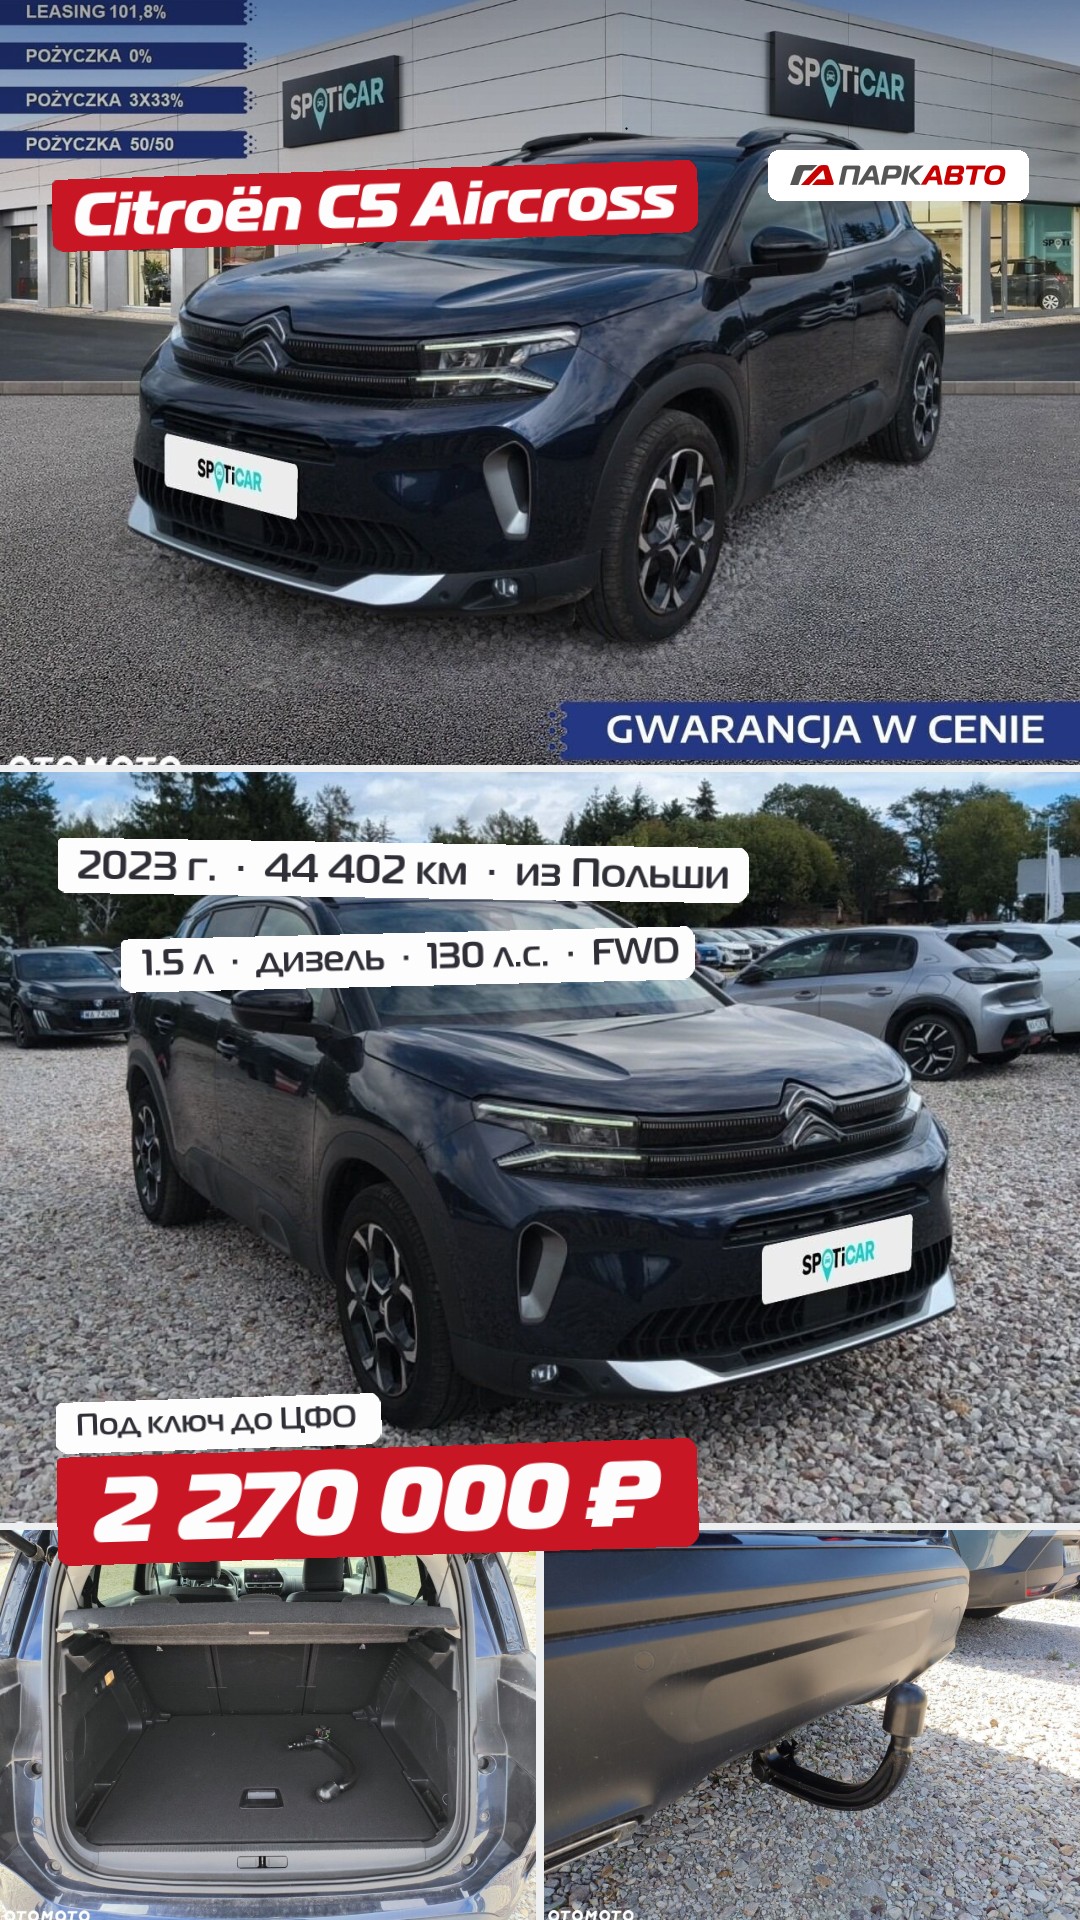 LEASING 101,8%
POŻYCZKA 0%
POŻYCZKA 3X33%
POŻYCZKA 50/50
SPOTiCAR
SPOTiCAR
ПАРКАВТО
Citroën C5 Aircross
SPOTiCAR
GWARANCJA W CENIE
OTOMOTO
2023 г. · 44 402 км · из Польши
1.5 л · дизель · 130 л.с. · FWD
SPOTiCAR
Под ключ до ЦФО
2 270 000 ₽
OTOMOTO
OTOMOTO